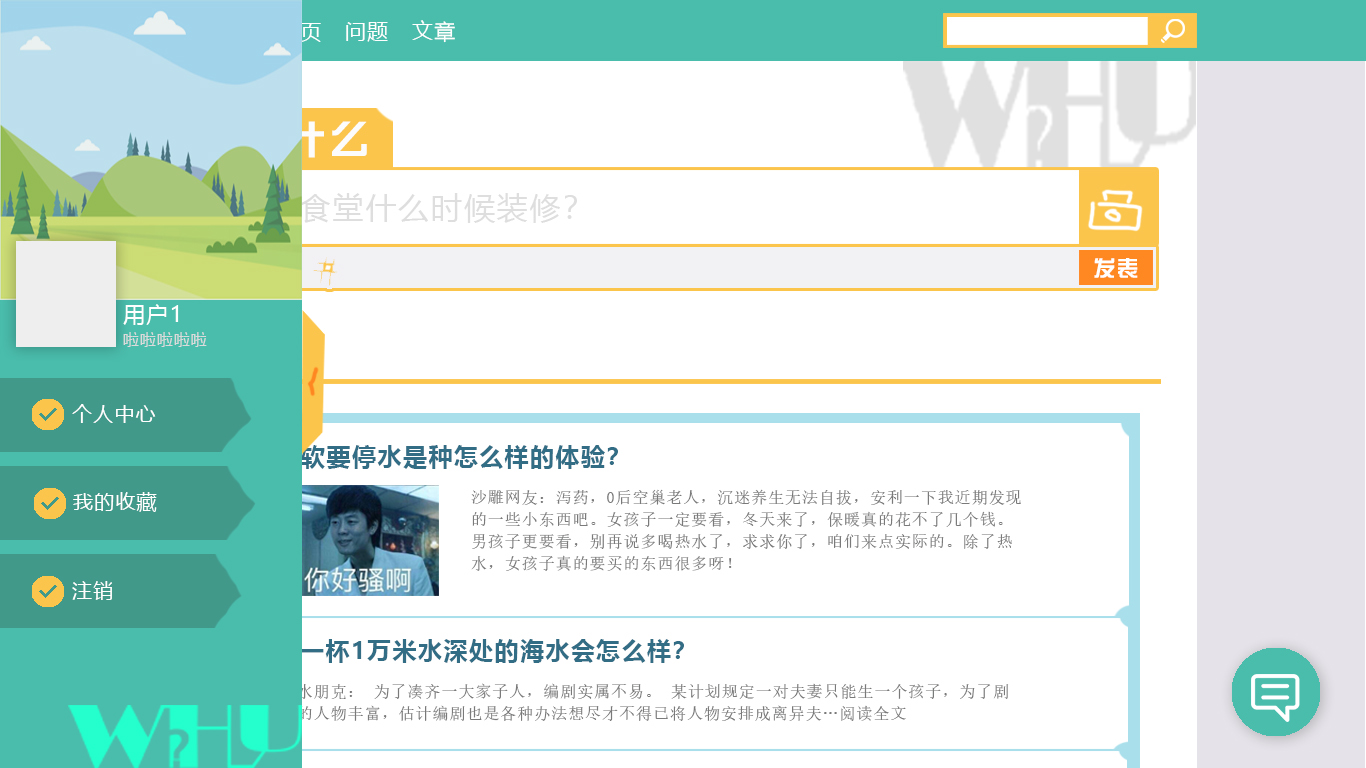 页 问题 文章
WH?U
什么
食堂什么时候装修？
发表
用户1
啦啦啦啦啦
个人中心
我的收藏
注销
WH?U
软要停水是种怎么样的体验？
沙雕网友：泻药，0后空巢老人，沉迷养生无法自拔，安利一下我近期发现
的一些小东西吧。女孩子一定要看，冬天来了，保暖真的花不了几个钱。
男孩子更要看，别再说多喝热水了，求求你了，咱们来点实际的。除了热
水，女孩子真的要买的东西很多呀！
你好骚啊
一杯1万米水深处的海水会怎么样？
水朋克： 为了凑齐一大家子人，编剧实属不易。 某计划规定一对夫妻只能生一个孩子，为了剧
的人物丰富，估计编剧也是各种办法想尽才不得已将人物安排成离异夫…阅读全文